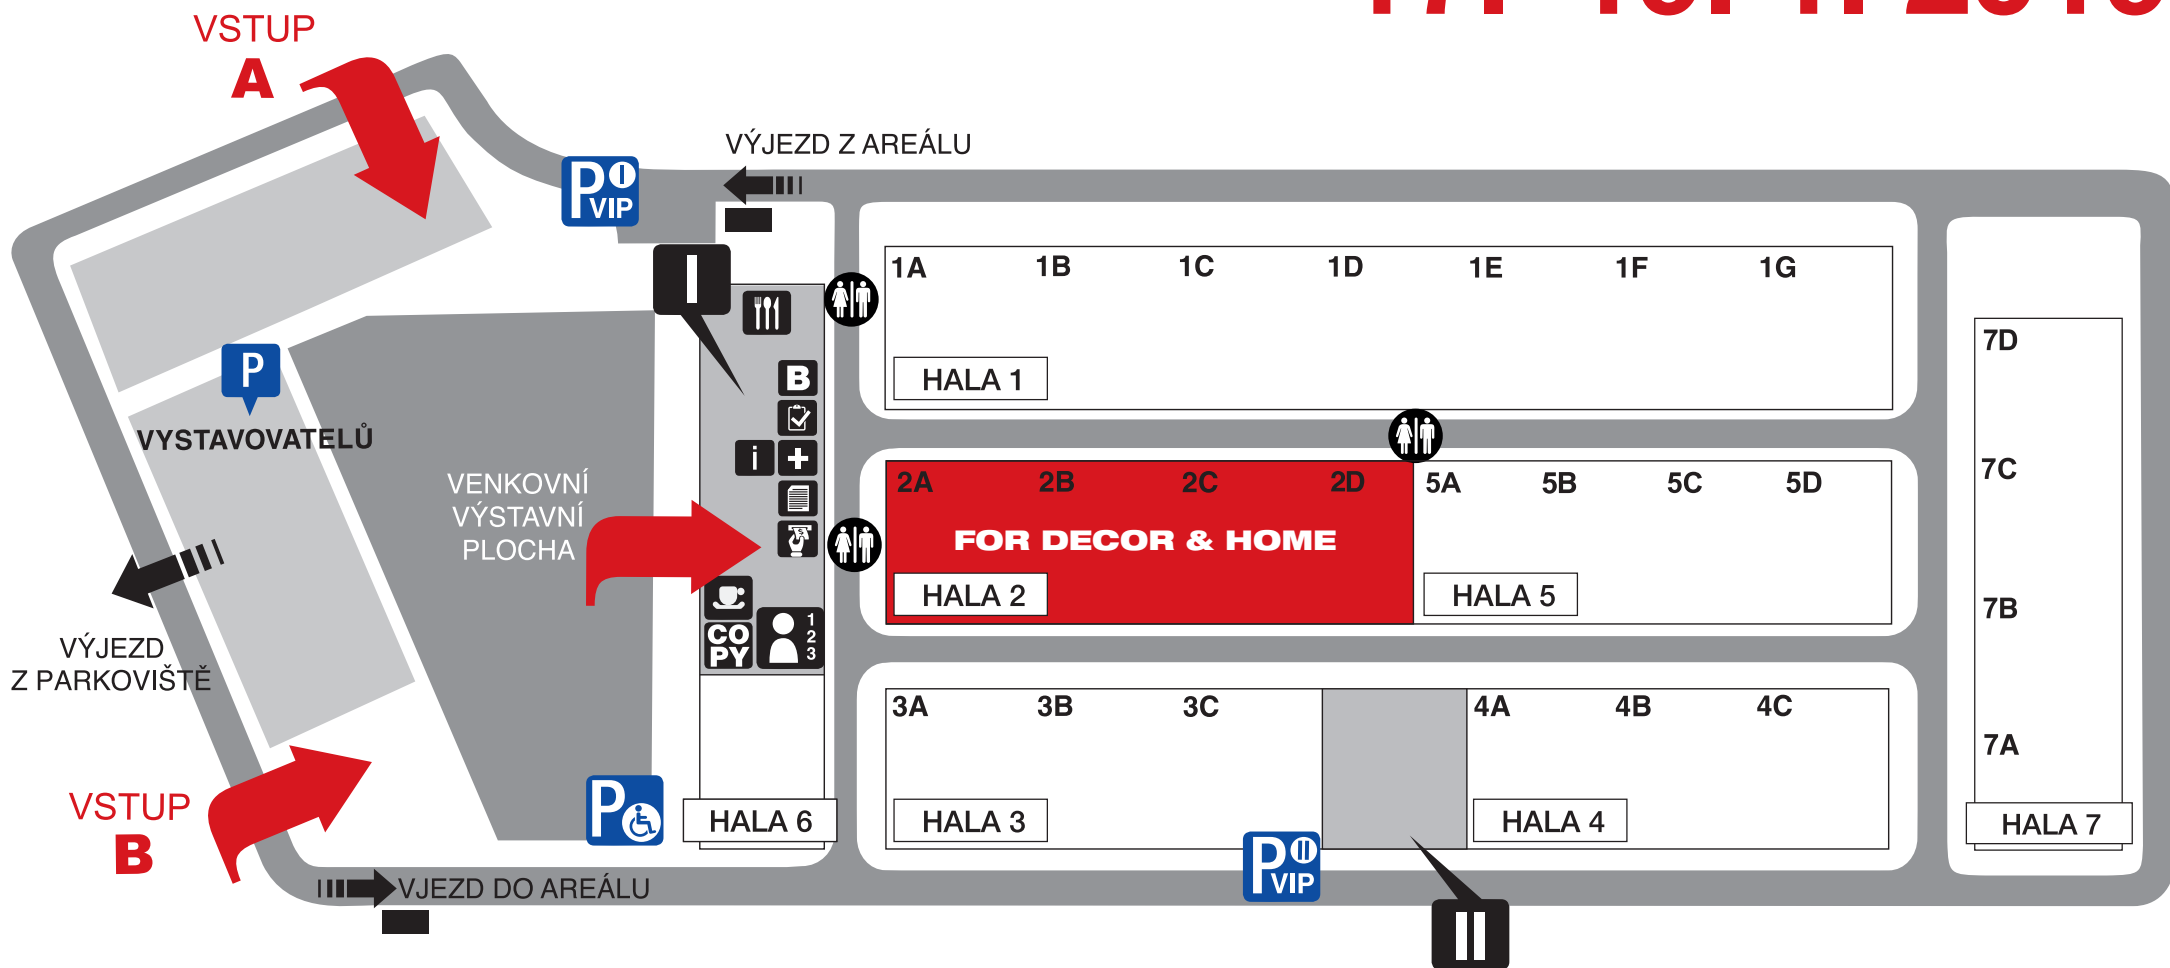 VSTUP
A
VÝJEZD Z AREÁLU
P I
VIP
I
1A 1B 1C 1D 1E 1F 1G
HALA 1
7D
7C
7B
7A
HALA 7
P
VYSTAVOVATELŮ
B
i
VENKOVNÍ
VÝSTAVNÍ
PLOCHA
2A 2B 2C 2D
FOR DECOR & HOME
HALA 2
5A 5B 5C 5D
HALA 5
CO
PY
1
2
3
VÝJEZD
Z PARKOVIŠTĚ
3A 3B 3C
HALA 3
4A 4B 4C
HALA 4
VSTUP
B
P
HALA 6
P II
VIP
VJEZD DO AREÁLU
II